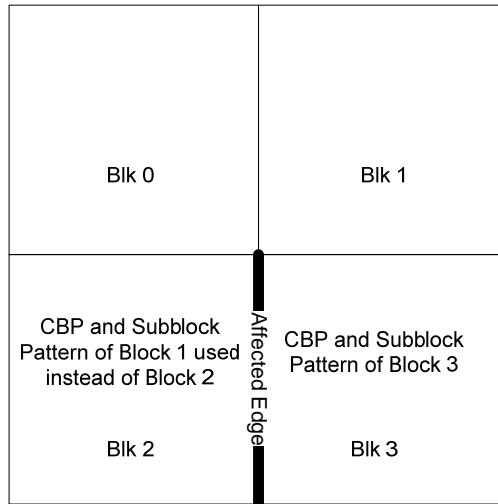 Blk 0
Blk 1
CBP and Subblock
Pattern of Block 1 used
instead of Block 2
Blk 2
Affected Edge
CBP and Subblock
Pattern of Block 3
Blk 3